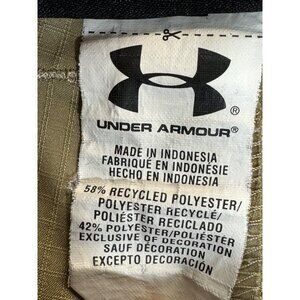 UNDER ARMOUR®
MADE IN INDONESIA
FABRIQUÉ EN INDONÉSIE
HECHO EN INDONESIA
58% RECYCLED POLYESTER/
POLYESTER RECYCLÉ/
POLIÉSTER RECICLADO
42% POLYESTER/POLIÉSTER
EXCLUSIVE OF DECORATION
SAUF DÉCORATION
EXCEPTO DECORACIÓN